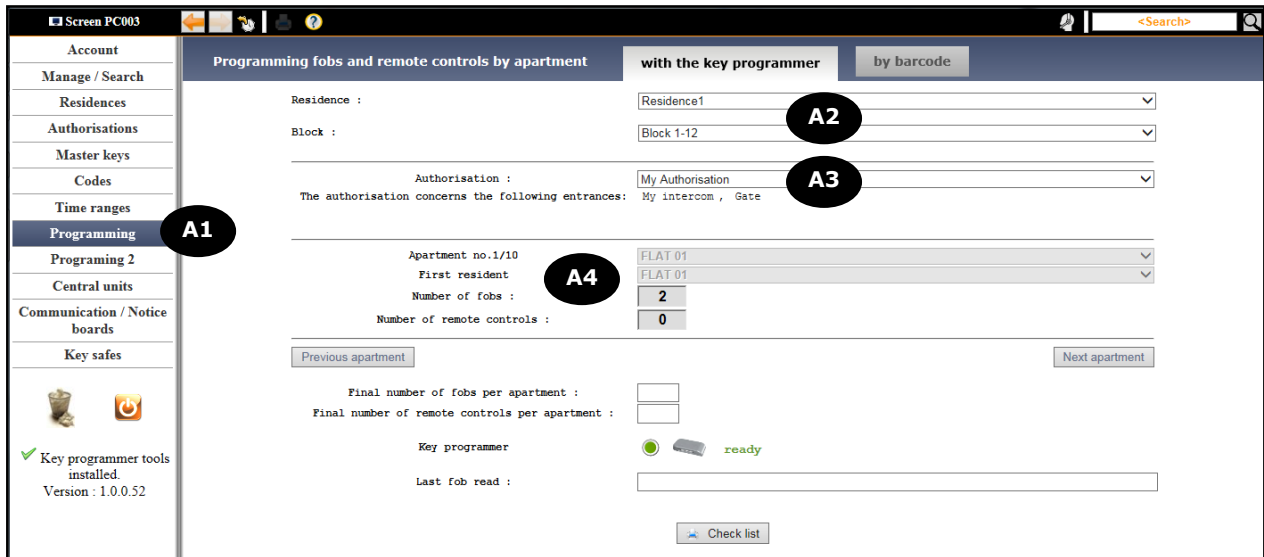 Screen PC003
<Search>
Account
Manage / Search
Residences
Authorisations
Master keys
Codes
Time ranges
Programming
Programing 2
Central units
Communication / Notice
boards
Key safes
Key programmer tools
installed.
Version : 1.0.0.52
A1
Programming fobs and remote controls by apartment
with the key programmer
by barcode
Residence :
Residence1
A2
Block :
Block 1-12
Authorisation :
My Authorisation
A3
The authorisation concerns the following entrances: My intercom , Gate
Apartment no.1/10
FLAT 01
First resident
FLAT 01
A4
Number of fobs :
2
Number of remote controls :
0
Previous apartment
Next apartment
Final number of fobs per apartment :
Final number of remote controls per apartment :
Key programmer
ready
Last fob read :
Check list